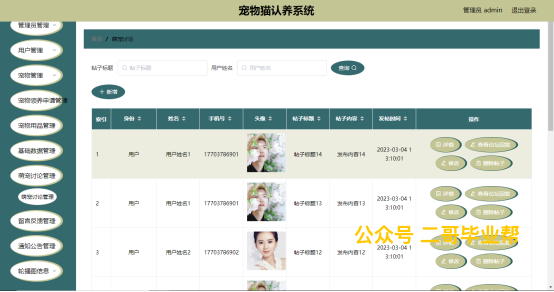 宠物猫认养系统
管理员 admin 退出登录
管理员管理
用户管理
宠物管理
宠物领养申请管理
宠物用品管理
基础数据管理
萌宠讨论管理
萌宠讨论管理
留言反馈管理
通知公告管理
轮播图信息
帖子标题 帖子标题 用户姓名 用户姓名 查询
+ 新增
索引 身份 姓名 手机号 头像 帖子标题 帖子内容 发帖时间 操作
1 用户 用户姓名1 17703786901 帖子标题14 发布内容14 2023-03-04 13:10:01 详情 查看论坛回复 修改 删除帖子
2 用户 用户姓名1 17703786901 帖子标题13 发布内容13 2023-03-04 13:10:01 详情 查看论坛回复 修改 删除帖子
3 用户 用户姓名2 17703786902 帖子标题12 发布内容12 2023-03-04 13:10:01 详情 查看论坛回复 修改 删除帖子
公众号 二哥毕业帮